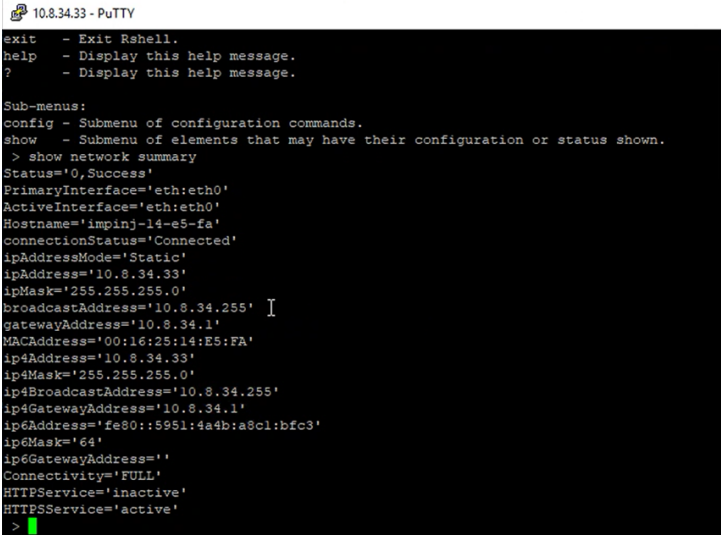 10.8.34.33 - PuTTY
exit - Exit Rshell.
help - Display this help message.
? - Display this help message.
Sub-menus:
config - Submenu of configuration commands.
show - Submenu of elements that may have their configuration or status shown.
> show network summary
Status='0,Success'
PrimaryInterface='eth:eth0'
ActiveInterface='eth:eth0'
Hostname='impinj-14-e5-fa'
connectionStatus='Connected'
ipAddressMode='Static'
ipAddress='10.8.34.33'
ipMask='255.255.255.0'
broadcastAddress='10.8.34.255'
gatewayAddress='10.8.34.1'
MACAddress='00:16:25:14:E5:FA'
ip4Address='10.8.34.33'
ip4Mask='255.255.255.0'
ip4BroadcastAddress='10.8.34.255'
ip4GatewayAddress='10.8.34.1'
ip6Address='fe80::5951:4a4b:a8c1:bfc3'
ip6Mask='64'
ip6GatewayAddress=''
Connectivity='FULL'
HTTPService='inactive'
HTTPSService='active'
>